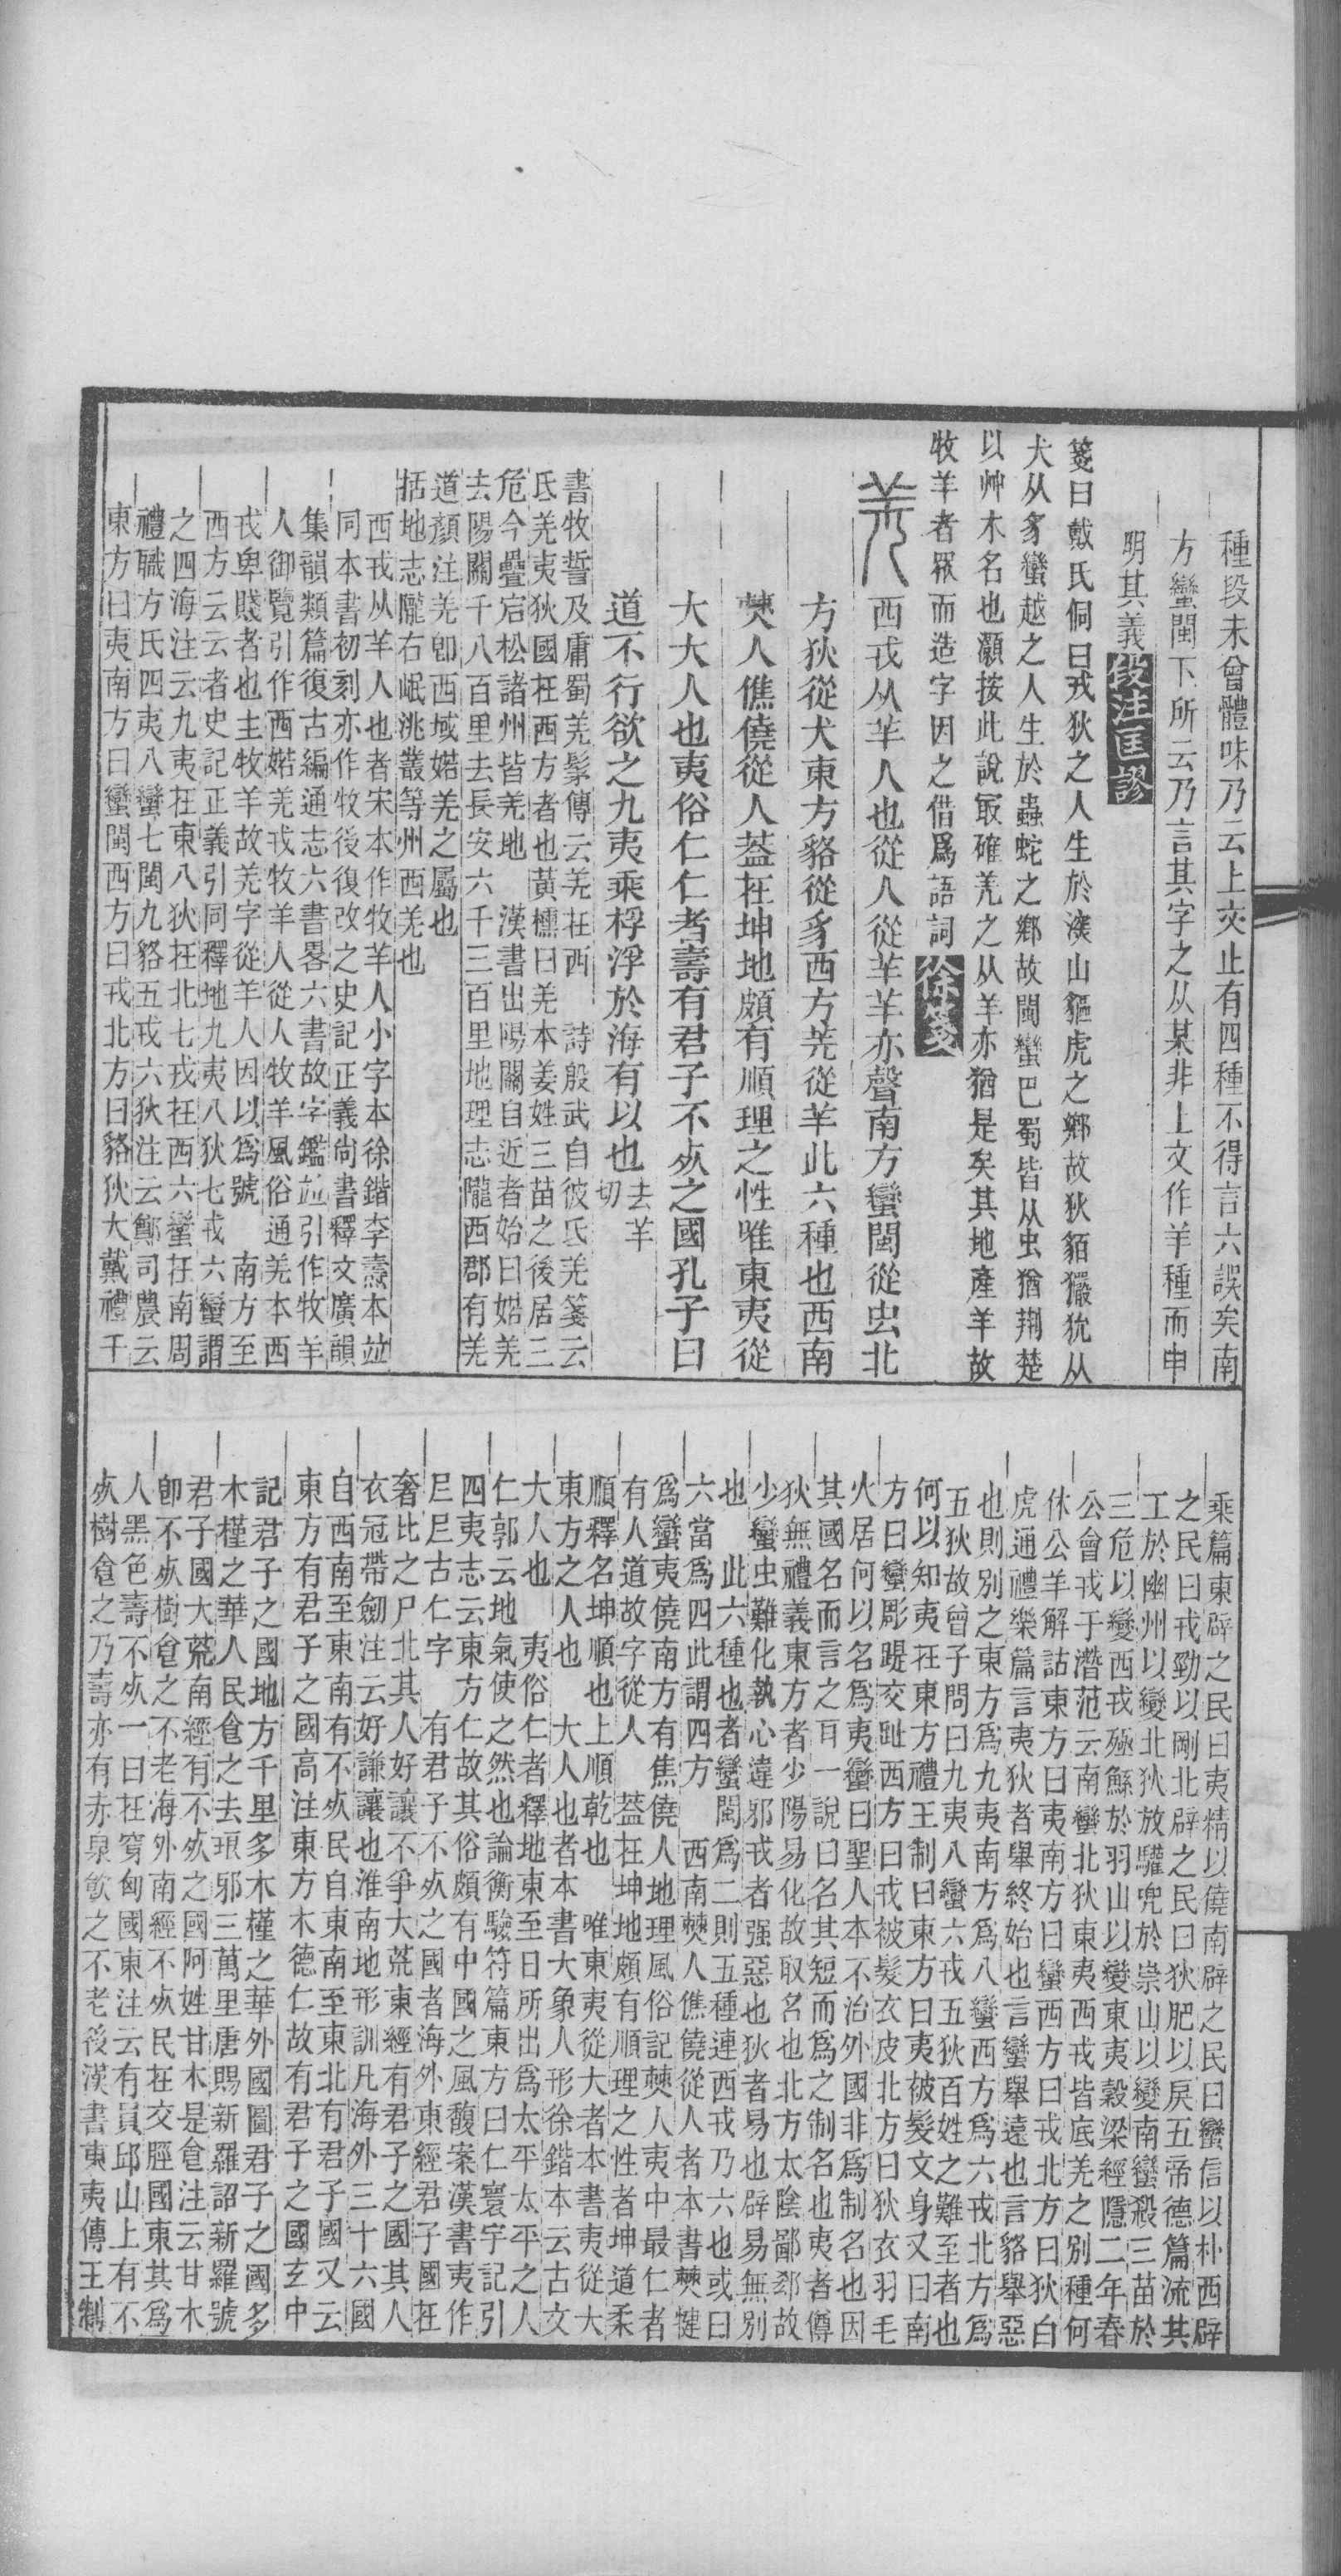 種段未曾體味乃云上文止有四種不得言六誤矣南
方蠻閩下所云乃言其字之从某非上文作羊種而申
明其義段注匡謬
箋曰戴氏侗曰戎狄之人生於溪山貙虎之鄉故狄貊玁狁从
犬从豸蠻越之人生於蟲蛇之鄉故閩蠻巴蜀皆从虫猶荆楚
以艸木名也灝按此說㝡確羌之从羊亦猶是矣其地產羊故
牧羊者眾而造字因之借爲語詞徐箋
羌西戎从羊人也從人從羊羊亦聲南方蠻閩從虫北
方狄從犬東方貉從豸西方羌從羊此六種也西南
僰人僬僥從人蓋在坤地頗有順理之性唯東夷從
大大人也夷俗仁仁者壽有君子不𣦸之國孔子曰
道不行欲之九夷乘桴浮於海有以也去羊切
書牧誓及庸蜀羌髳傳云羌在西 詩殷武自彼氐羌箋云
氐羌夷狄國在西方者也黃櫄曰羌本姜姓三苗之後居三
危今疊宕松諸州皆羌地 漢書出陽關自近者始曰婼羌
去陽關千八百里去長安六千三百里地理志隴西郡有羌
道顏注羌卽西域婼羌之屬也
括地志隴右岷洮叢等州西羌也
西戎从羊人也者宋本作牧羊人小字本徐鍇李燾本竝
同本書初刻亦作牧後復改之史記正義尙書釋文廣韻
集韻類篇復古編通志六書畧六書故字鑑竝引作牧羊
人御覽引作西婼羌戎牧羊人從人牧羊風俗通羌本西
戎卑賤者也主牧羊故羌字從羊人因以爲號 南方至
西方云云者史記正義引同釋地九夷八狄七戎六蠻謂
之四海注云九夷在東八狄在北七戎在西六蠻在南周
禮職方氏四夷八蠻七閩九貉五戎六狄注云鄭司農云
東方曰夷南方曰蠻閩西方曰戎北方曰貉狄大戴禮千
乘篇東辟之民曰夷精以僥南辟之民曰蠻信以朴西辟
之民曰戎勁以剛北辟之民曰狄肥以戾五帝德篇流其
工於幽州以變北狄放驩兜於崇山以變南蠻殺三苗於
三危以變西戎殛鯀於羽山以變東夷穀梁經隱二年春
公會戎于潛范云南蠻北狄東夷西戎皆底羌之別種何
休公羊解詁東方曰夷南方曰蠻西方曰戎北方曰狄白
虎通禮樂篇言夷狄者舉終始也言蠻舉遠也言貉舉惡
也則別之東方爲九夷南方爲八蠻西方爲六戎北方爲
五狄故曾子問曰九夷八蠻六戎五狄百姓之難至者也
何以知夷在東方禮王制曰東方曰夷被髮文身又曰南
方曰蠻彫踶交趾西方曰戎被髮衣皮北方曰狄衣羽毛
火居何以名爲夷蠻曰聖人本不治外國非爲制名也因
其國名而言之耳一說曰名其短而爲之制名也夷者僔
狄無禮義東方者少陽易化故取名也北方太陰鄙郄故
少蠻虫難化執心違邪戎者强惡也狄者易也辟易無別
也 此六種也者蠻閩爲二則五種連西戎乃六也或曰
六當爲四此謂四方 西南僰人僬僥從人者本書僰犍
爲蠻夷僥南方有焦僥人地理風俗記僰人夷中最仁者
有人道故字從人 蓋在坤地頗有順理之性者坤道柔
順釋名坤順也上順乾也 唯東夷從大者本書夷從大
東方之人也 大人也者本書大象人形徐鍇本云古文
大人也 夷俗仁者釋地東至日所出爲太平太平之人
仁郭云地氣使之然也論衡驗符篇東方曰仁寰宇記引
四夷志云東方仁故其俗頗有中國之風馥案漢書夷作
𡰥𡰥古仁字 有君子不𣦸之國者海外東經君子國在
奢比之尸北其人好讓不爭大荒東經有君子之國其人
衣冠帶劒注云好謙讓也淮南地形訓凡海外三十六國
自西南至東南有不𣦸民自東南至東北有君子國又云
東方有君子之國高注東方木德仁故有君子之國玄中
記君子之國地方千里多木槿之華外國圖君子之國多
木槿之華人民食之去琅邪三萬里唐賜新羅詔新羅號
君子國大荒南經有不𣦸之國阿姓甘木是食注云甘木
卽不𣦸樹食之不老海外南經不𣦸民在交脛國東其爲
人黑色壽不𣦸一曰在穿匈國東注云有員邱山上有不
𣦸樹食之乃壽亦有赤泉飮之不老後漢書東夷傳王制